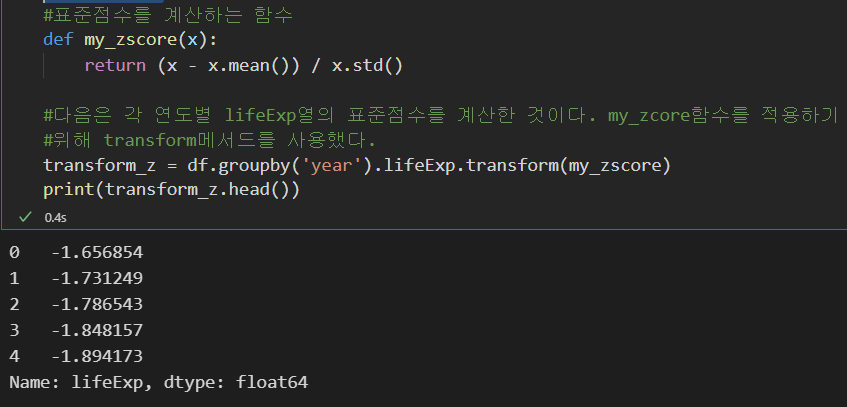 #표준점수를 계산하는 함수
def my_zscore(x):
    return (x - x.mean()) / x.std()
#다음은 각 연도별 lifeExp열의 표준점수를 계산한 것이다. my_zcore함수를 적용하기
#위해 transform메서드를 사용했다.
transform_z = df.groupby('year').lifeExp.transform(my_zscore)
print(transform_z.head())
✓ 0.4s
0   -1.656854
1   -1.731249
2   -1.786543
3   -1.848157
4   -1.894173
Name: lifeExp, dtype: float64